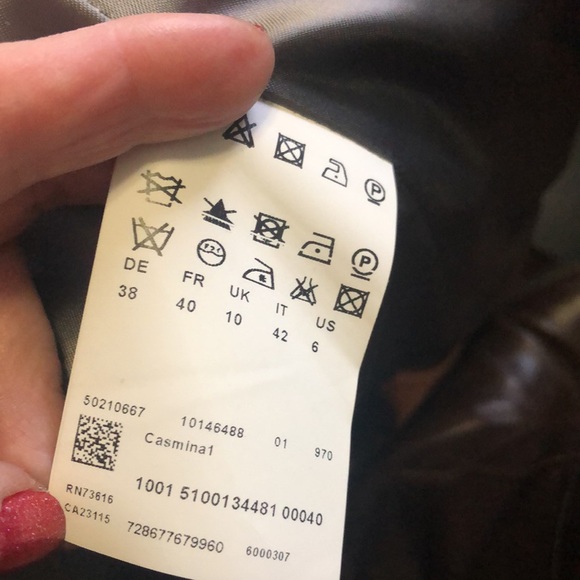 P
P
DE FR UK IT US
38 40 10 42 6
50210667 10146488 01 970
Casmina1
1001 5100134481 00040
RN73616
CA23115 728677679960 6000307